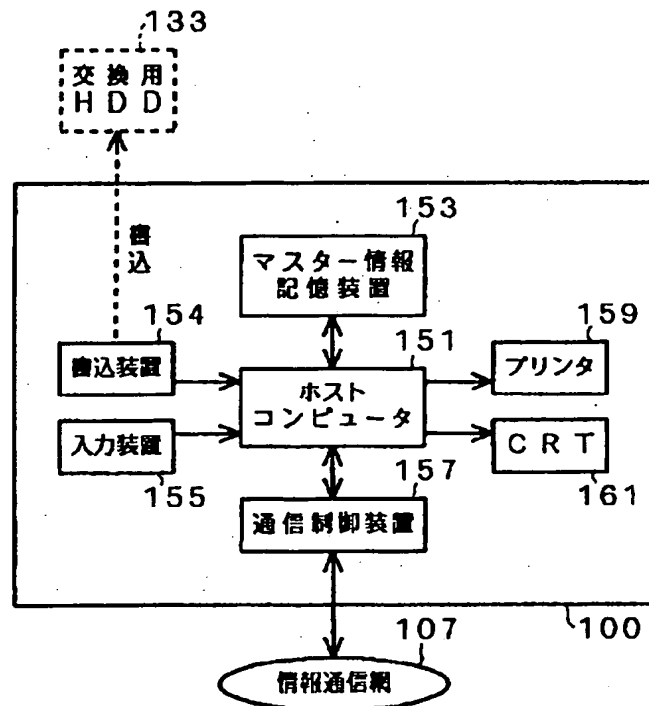 133
交換用
HDD
書込
153
マスター情報
記憶装置
154
書込装置
151
ホスト
コンピュータ
159
プリンタ
入力装置
155
CRT
161
157
通信制御装置
100
107
情報通信網